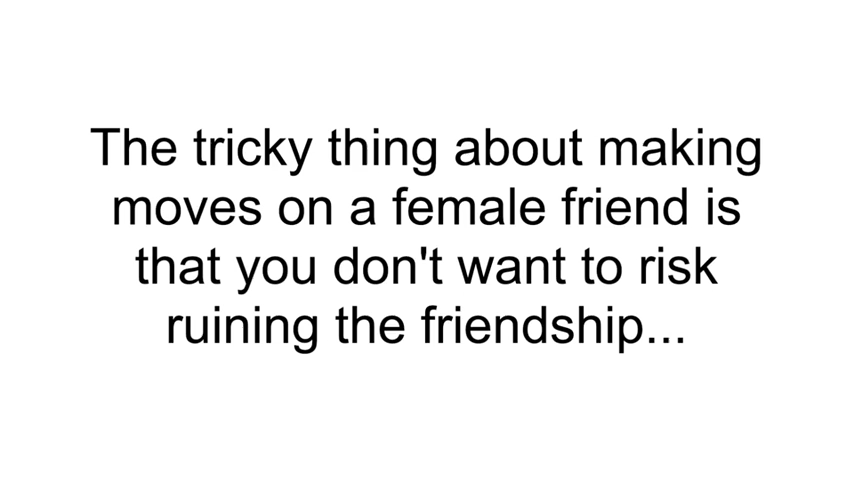 The tricky thing about making
moves on a female friend is
that you don't want to risk
ruining the friendship...